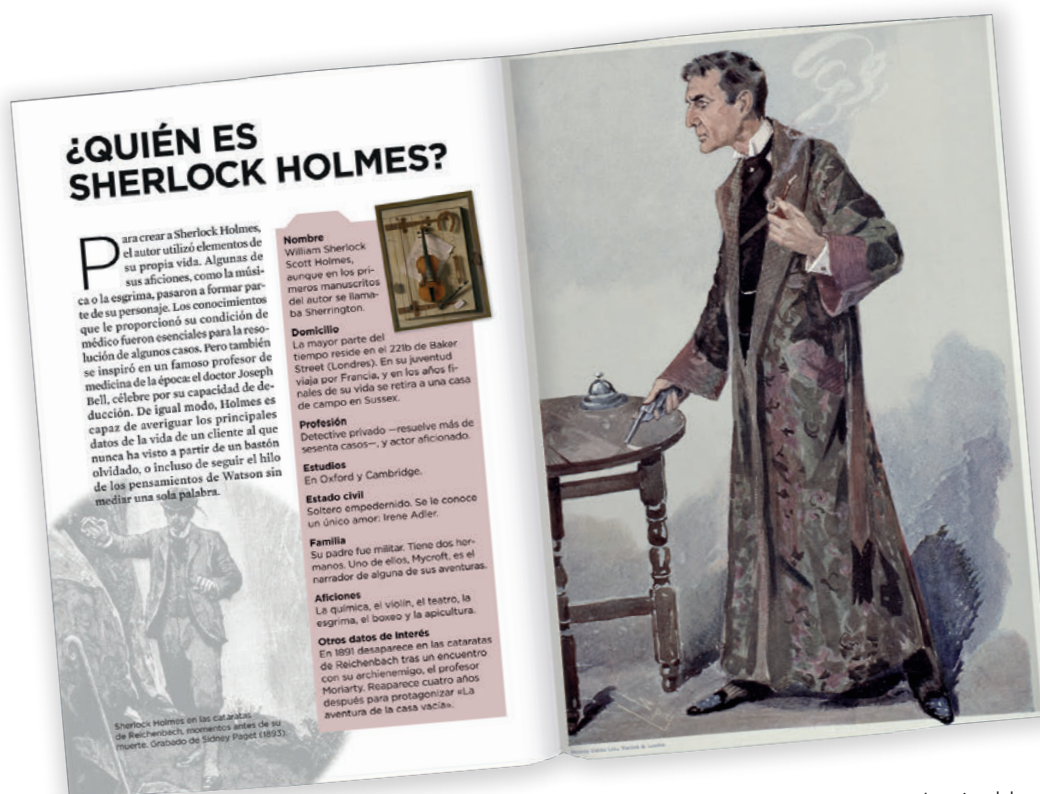 ¿QUIÉN ES
SHERLOCK HOLMES?
Para crear a Sherlock Holmes,
el autor utilizó elementos de
su propia vida. Algunas de
sus aficiones, como la músi-
ca o la esgrima, pasaron a formar par-
te de su personaje. Los conocimientos
que le proporcionó su condición de
médico fueron esenciales para la reso-
lución de algunos casos. Pero también
se inspiró en un famoso profesor de
medicina de la época: el doctor Joseph
Bell, célebre por su capacidad de de-
ducción. De igual modo, Holmes es
capaz de averiguar los principales
datos de la vida de un cliente al que
nunca ha visto a partir de un bastón
olvidado, o incluso de seguir el hilo
de los pensamientos de Watson sin
mediar una sola palabra.
Sherlock Holmes en las cataratas
de Reichenbach, momentos antes de su
muerte. Grabado de Sidney Paget (1893)
Nombre
William Sherlock
Scott Holmes,
aunque en los pri-
meros manuscritos
del autor se llama-
ba Sherrington.
Domicilio
La mayor parte del
tiempo reside en el 221b de Baker
Street (Londres). En su juventud
viaja por Francia, y en los años fi-
nales de su vida se retira a una casa
de campo en Sussex.
Profesión
Detective privado —resuelve más de
sesenta casos—, y actor aficionado.
Estudios
En Oxford y Cambridge.
Estado civil
Soltero empedernido. Se le conoce
un único amor: Irene Adler.
Familia
Su padre fue militar. Tiene dos her-
manos. Uno de ellos, Mycroft, es el
narrador de alguna de sus aventuras.
Aficiones
La química, el violín, el teatro, la
esgrima, el boxeo y la apicultura.
Otros datos de Interés
En 1891 desaparece en las cataratas
de Reichenbach tras un encuentro
con su archienemigo, el profesor
Moriarty. Reaparece cuatro años
después para protagonizar «La
aventura de la casa vacía».